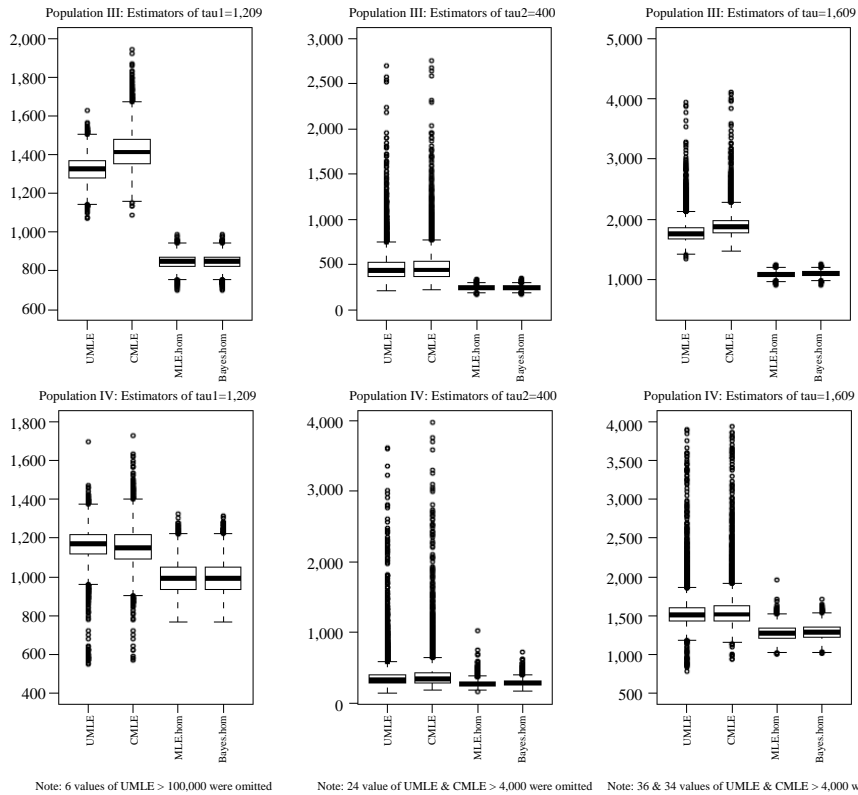 Population III: Estimators of tau1=1,209
Population III: Estimators of tau2=400
Population III: Estimators of tau=1,609
2,000
1,800
1,600
1,400
1,200
1,000
800
600
3,000
2,500
2,000
1,500
1,000
500
0
5,000
4,000
3,000
2,000
1,000
UMLE
CMLE
MLE.hom
Bayes.hom
UMLE
CMLE
MLE.hom
Bayes.hom
UMLE
CMLE
MLE.hom
Bayes.hom
Population IV: Estimators of tau1=1,209
Population IV: Estimators of tau2=400
Population IV: Estimators of tau=1,609
1,800
1,600
1,400
1,200
1,000
800
600
400
4,000
3,000
2,000
1,000
0
4,000
3,500
3,000
2,500
2,000
1,500
1,000
500
UMLE
CMLE
MLE.hom
Bayes.hom
UMLE
CMLE
MLE.hom
Bayes.hom
UMLE
CMLE
MLE.hom
Bayes.hom
Note: 6 values of UMLE > 100,000 were omitted
Note: 24 value of UMLE & CMLE > 4,000 were omitted
Note: 36 & 34 values of UMLE & CMLE > 4,000 w